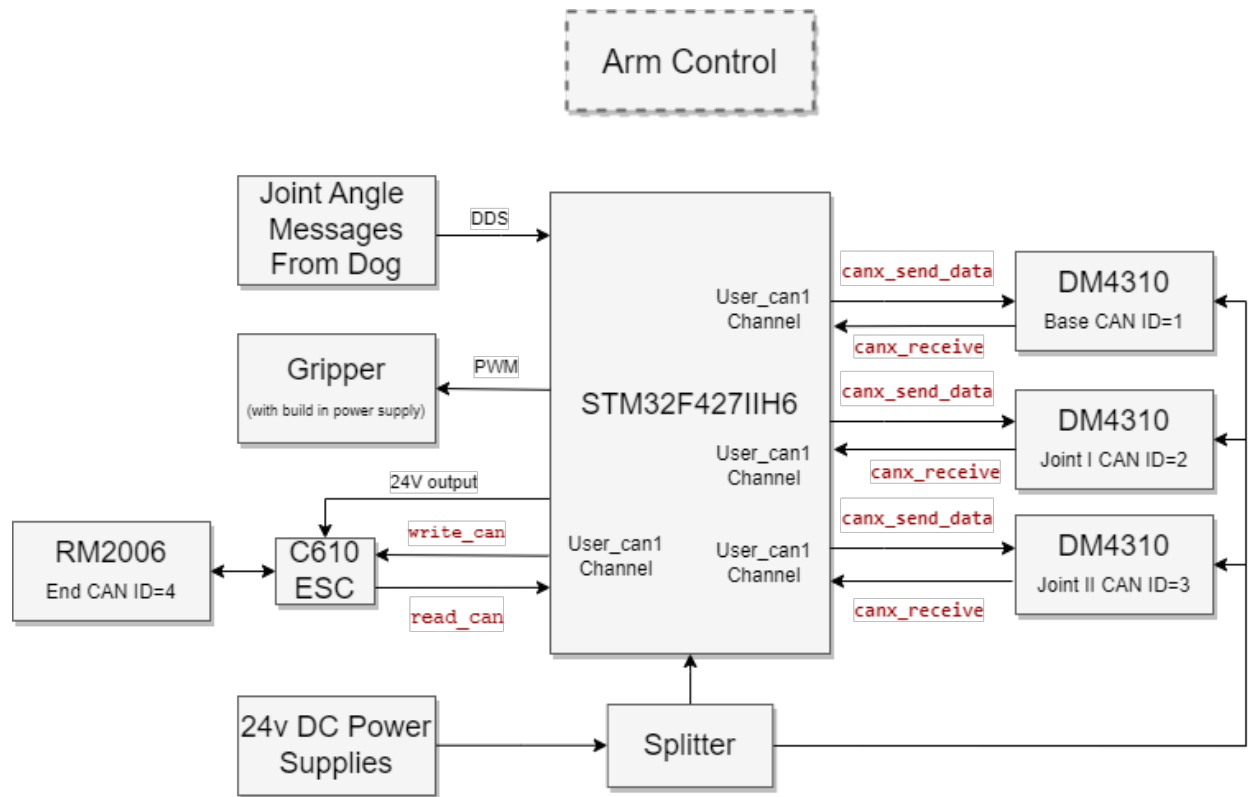 Arm Control
Joint Angle
Messages
From Dog
DDS
Gripper
(with build in power supply)
PWM
24V output
RM2006
End CAN ID=4
C610
ESC
write_can
read_can
User_can1
Channel
STM32F427IIH6
User_can1
Channel
User_can1
Channel
User_can1
Channel
canx_send_data
canx_receive
canx_send_data
canx_receive
canx_send_data
canx_receive
DM4310
Base CAN ID=1
DM4310
Joint I CAN ID=2
DM4310
Joint II CAN ID=3
24v DC Power
Supplies
Splitter